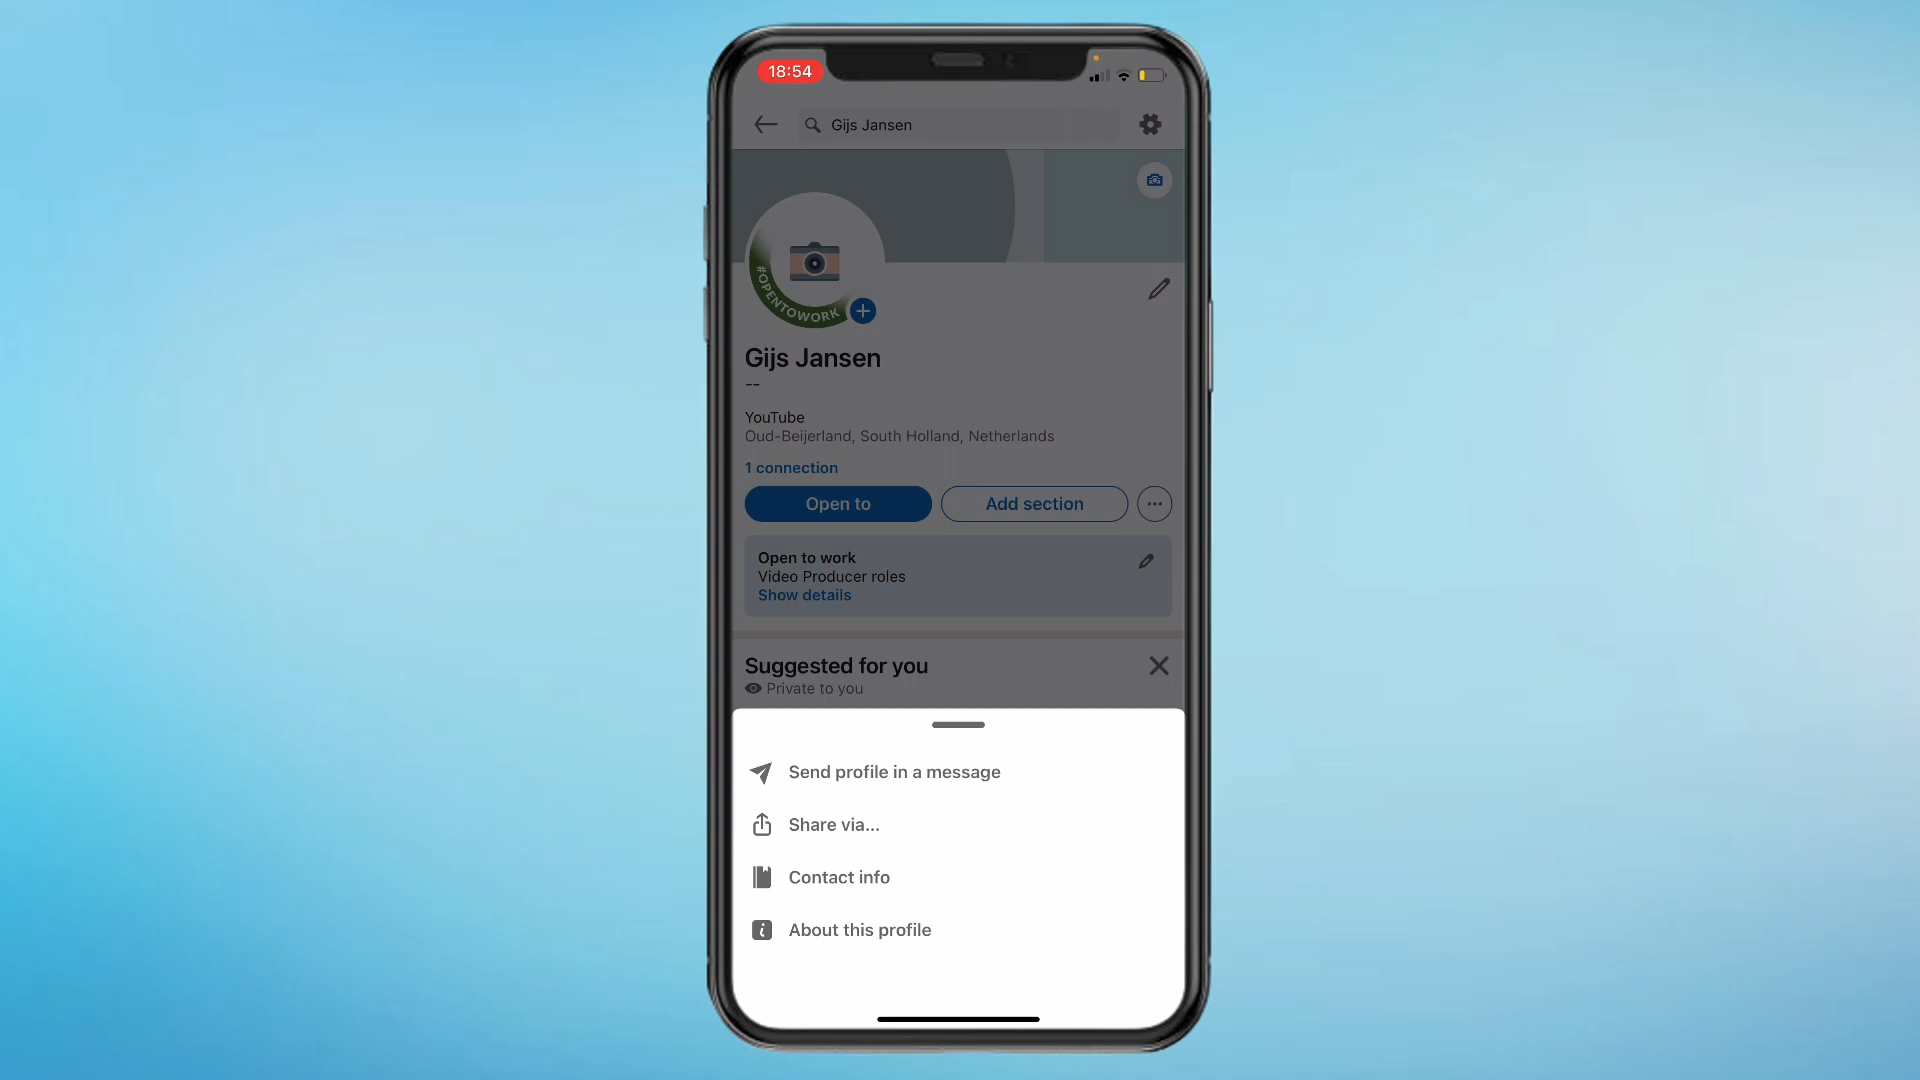 18:54
Gijs Jansen
#OPENTOWORK
Gijs Jansen
--
YouTube
Oud-Beijerland, South Holland, Netherlands
1 connection
Open to
Add section
Open to work
Video Producer roles
Show details
Suggested for you
Private to you
Send profile in a message
Share via...
Contact info
About this profile